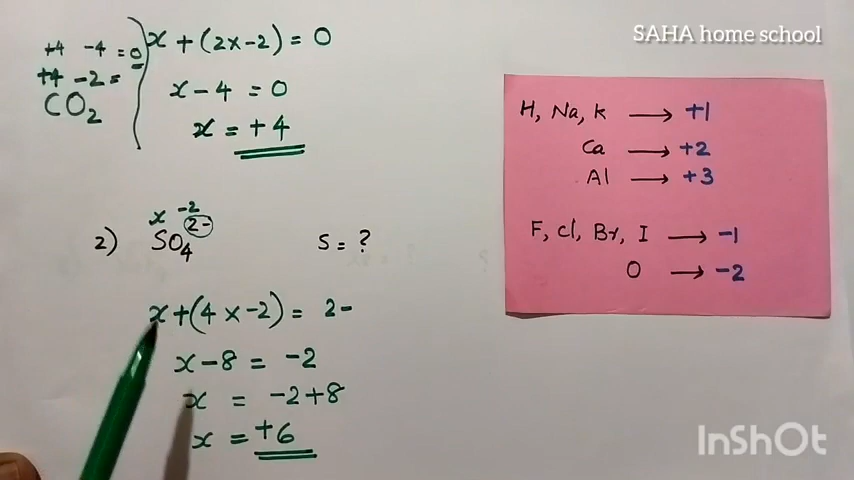 SAHA home school
+4 -4 = 0
+4 -2 =
CO₂
x + (2x-2) = 0
x - 4 = 0
x = +4
H, Na, K → +1
Ca → +2
Al → +3
F, Cl, Br, I → -1
O → -2
x -2
2) SO₄ 2- S = ?
x + (4 x -2) = 2-
x - 8 = -2
x = -2+8
x = +6
InShOt